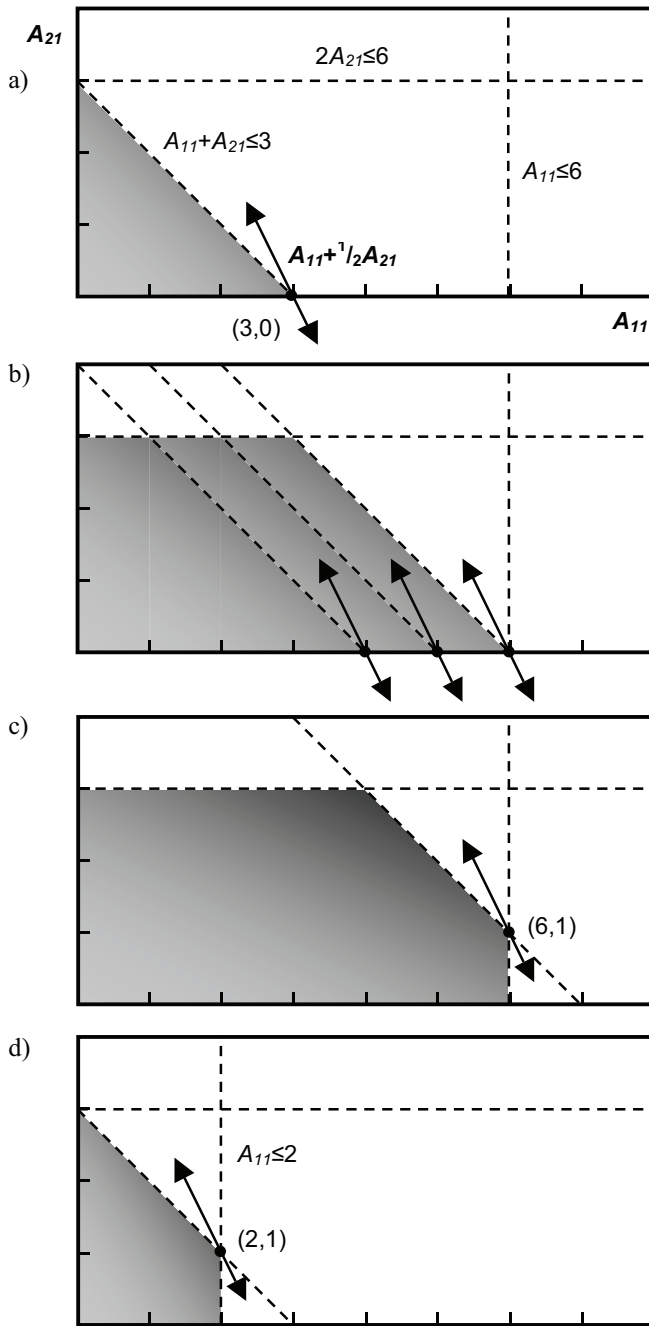 A₂₁
a)
2A₂₁≤6
A₁₁+A₂₁≤3
A₁₁≤6
A₁₁+¹/₂A₂₁
(3,0)
A₁₁
b)
c)
(6,1)
d)
A₁₁≤2
(2,1)